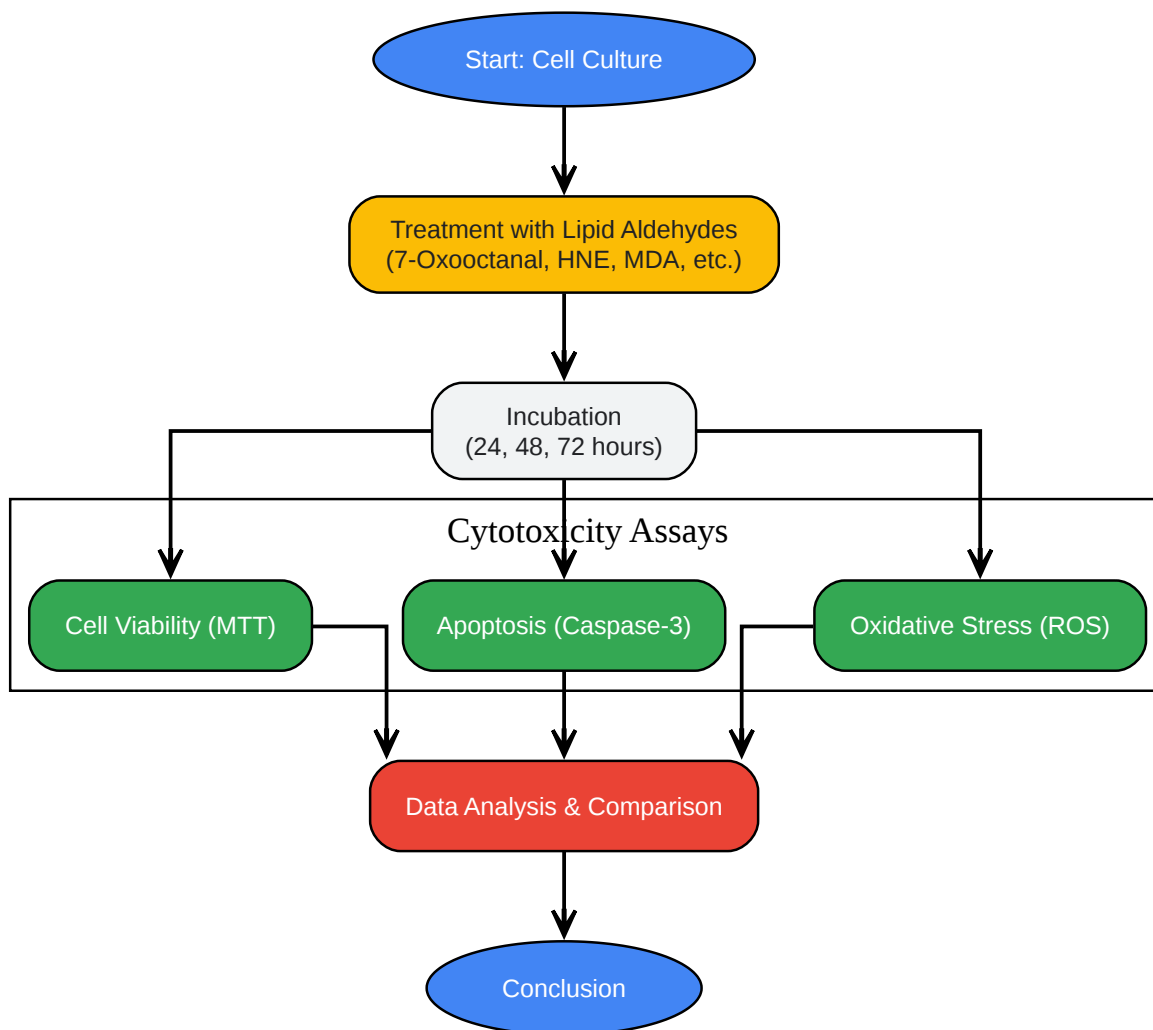 Start: Cell Culture
Treatment with Lipid Aldehydes
(7-Oxooctanal, HNE, MDA, etc.)
Incubation
(24, 48, 72 hours)
Cytotoxicity Assays
Cell Viability (MTT)
Apoptosis (Caspase-3)
Oxidative Stress (ROS)
Data Analysis & Comparison
Conclusion